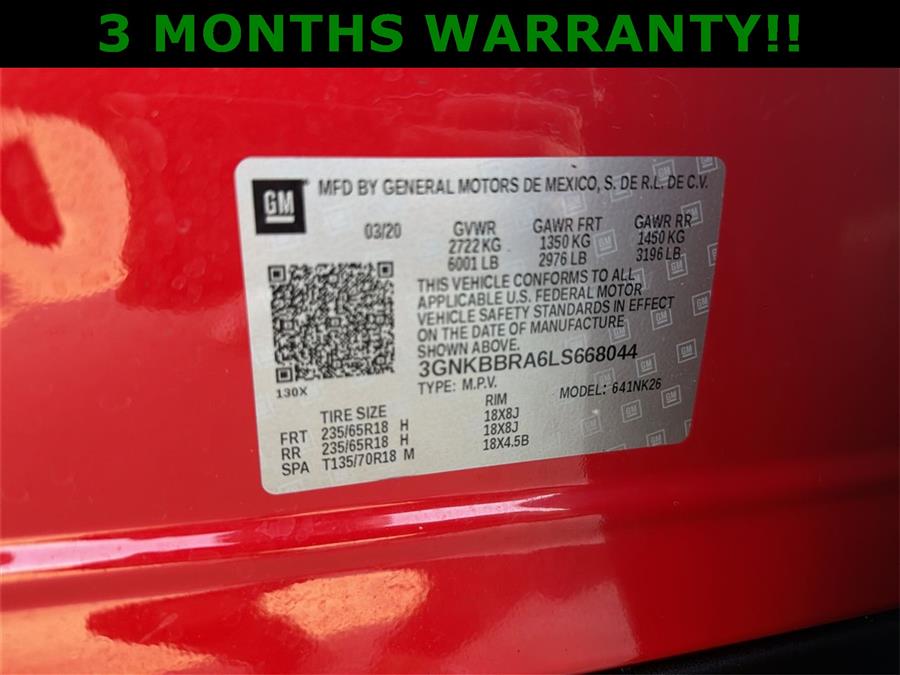 3 MONTHS WARRANTY!!
GM
MFD BY GENERAL MOTORS DE MEXICO, S. DE R.L. DE C.V.
03/20 GVWR GAWR FRT GAWR RR
2722 KG 1350 KG 1450 KG
6001 LB 2976 LB 3196 LB
THIS VEHICLE CONFORMS TO ALL
APPLICABLE U.S. FEDERAL MOTOR
VEHICLE SAFETY STANDARDS IN EFFECT
ON THE DATE OF MANUFACTURE
SHOWN ABOVE.
3GNKBBRA6LS668044
TYPE: M.P.V. MODEL: 641NK26
130X
TIRE SIZE RIM
FRT 235/65R18 H 18X8J
RR 235/65R18 H 18X8J
SPA T135/70R18 M 18X4.5B